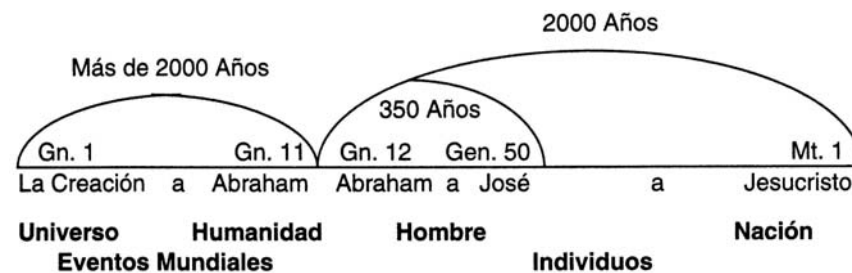 2000 Años
Más de 2000 Años
350 Años
Gn. 1 Gn. 11 Gn. 12 Gen. 50 Mt. 1
La Creación a Abraham Abraham a José a Jesucristo
Universo Humanidad Hombre Nación
Eventos Mundiales Individuos